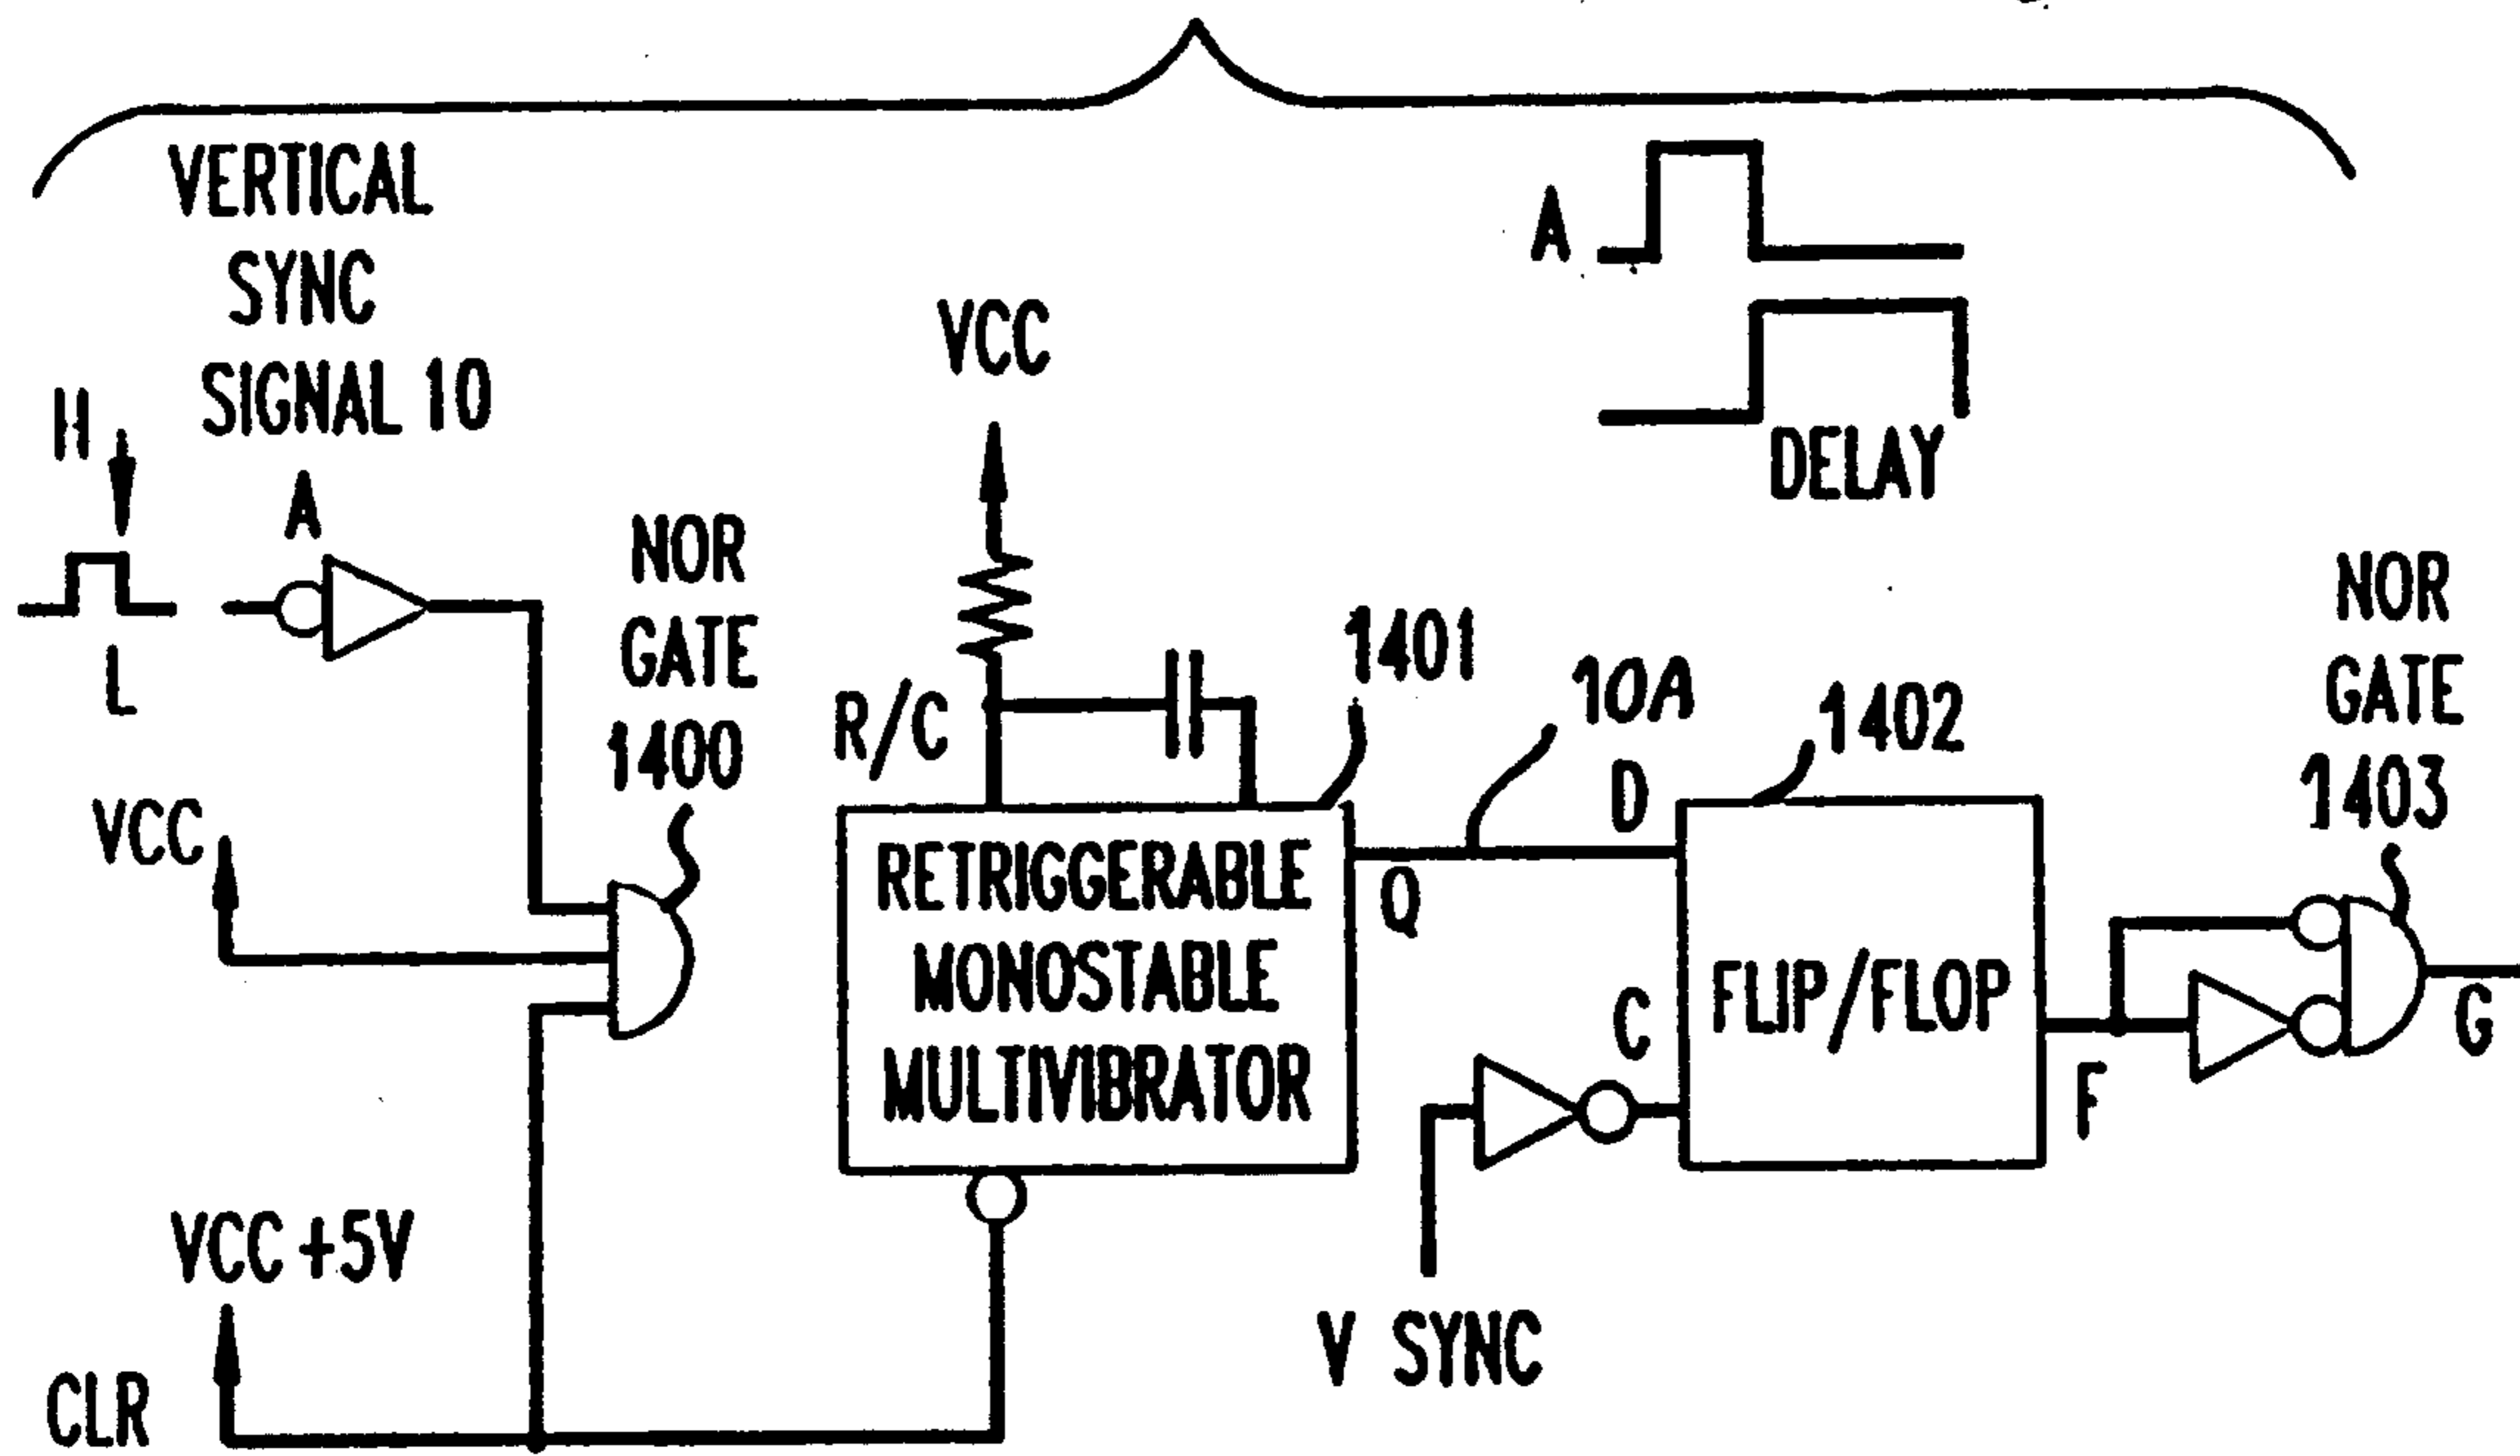 VERTICAL
SYNC
SIGNAL 10
H
A
L
A
DELAY
VCC
NOR
GATE
1400
VCC
R/C
1401
10A
D
1402
NOR
GATE
1403
RETRIGGERABLE
MONOSTABLE
MULTIVIBRATOR
Q
C
FLIP/FLOP
F
G
V SYNC
VCC +5V
CLR